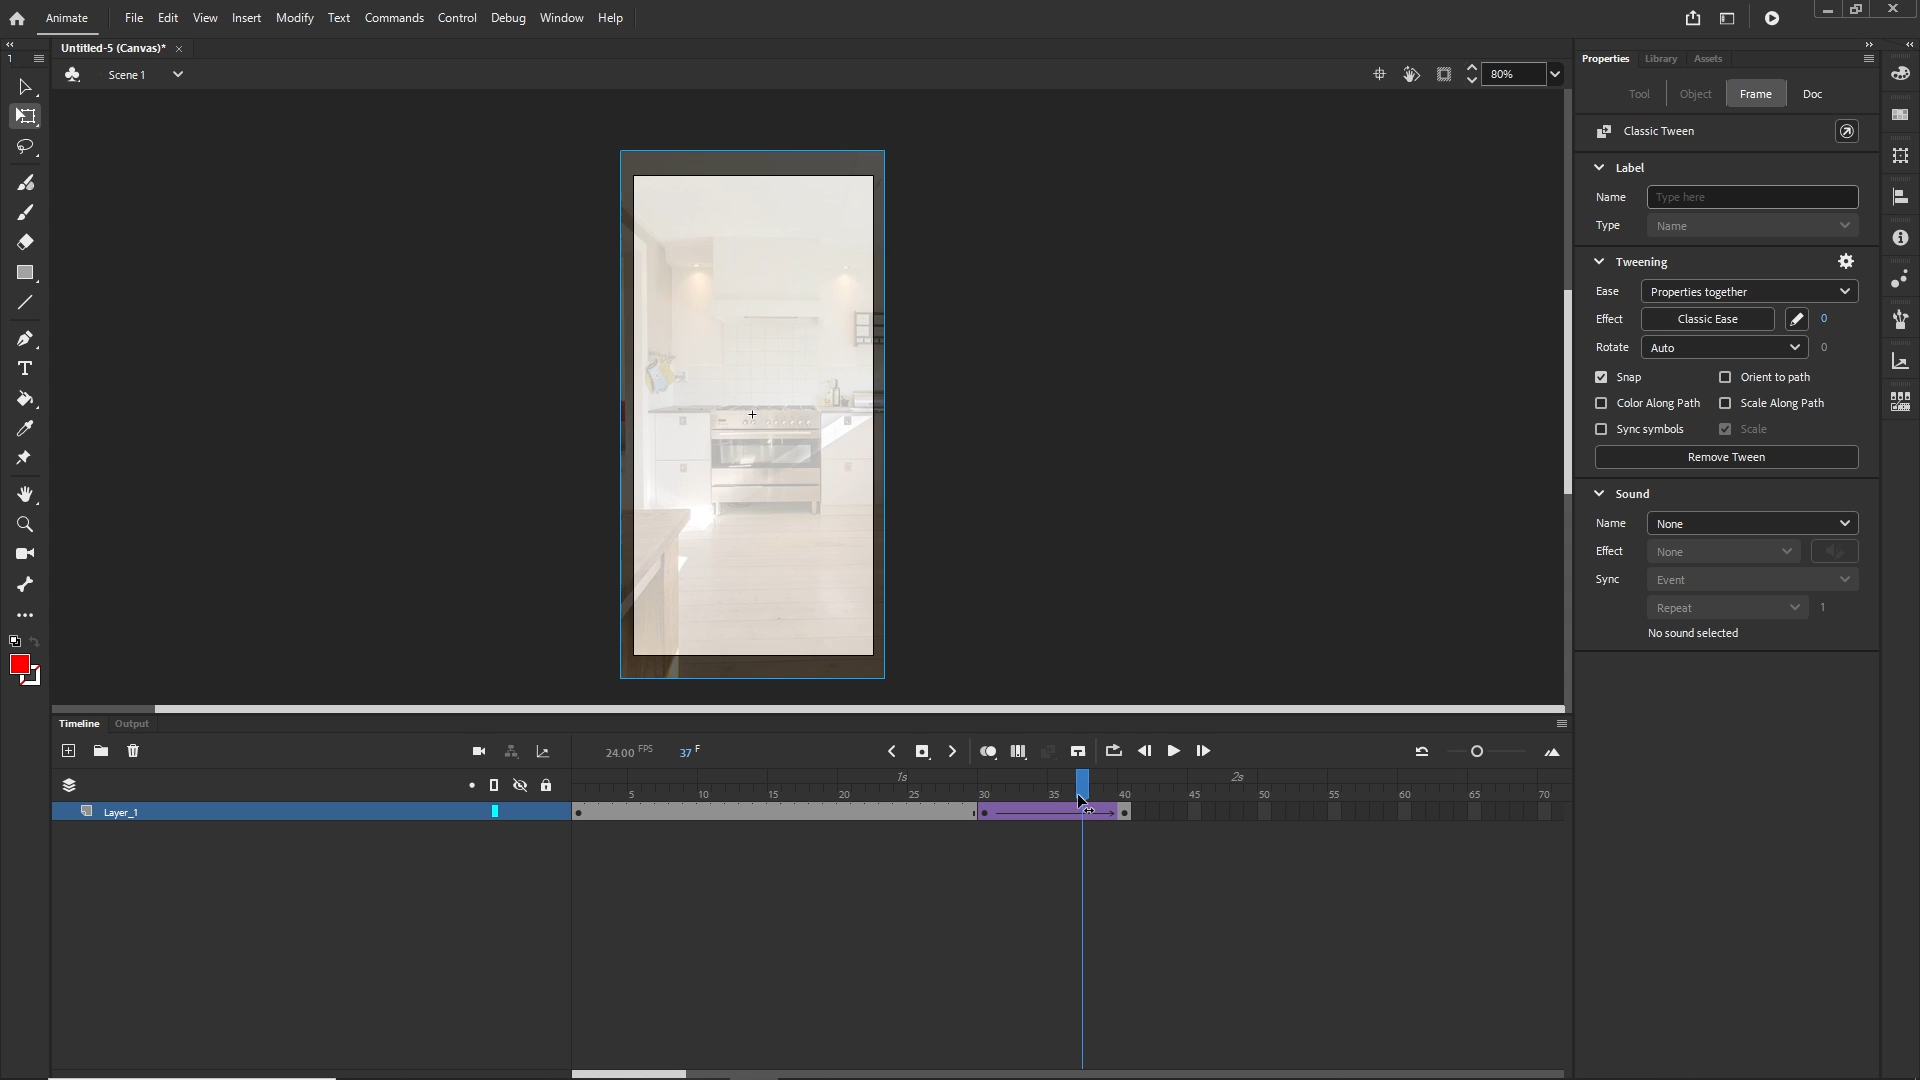 Animate File Edit View Insert Modify Text Commands Control Debug Window Help
Untitled-5 (Canvas)*
Scene 1
80%
Properties Library Assets
Tool Object Frame Doc
Classic Tween
Label
Name Type here
Type Name
Tweening
Ease Properties together
Effect Classic Ease 0
Rotate Auto 0
Snap Orient to path
Color Along Path Scale Along Path
Sync symbols Scale
Remove Tween
Sound
Name None
Effect None
Sync Event
Repeat 1
No sound selected
Timeline Output
24.00 FPS 37 F
1s 2s
5 10 15 20 25 30 35 40 45 50 55 60 65 70
Layer_1